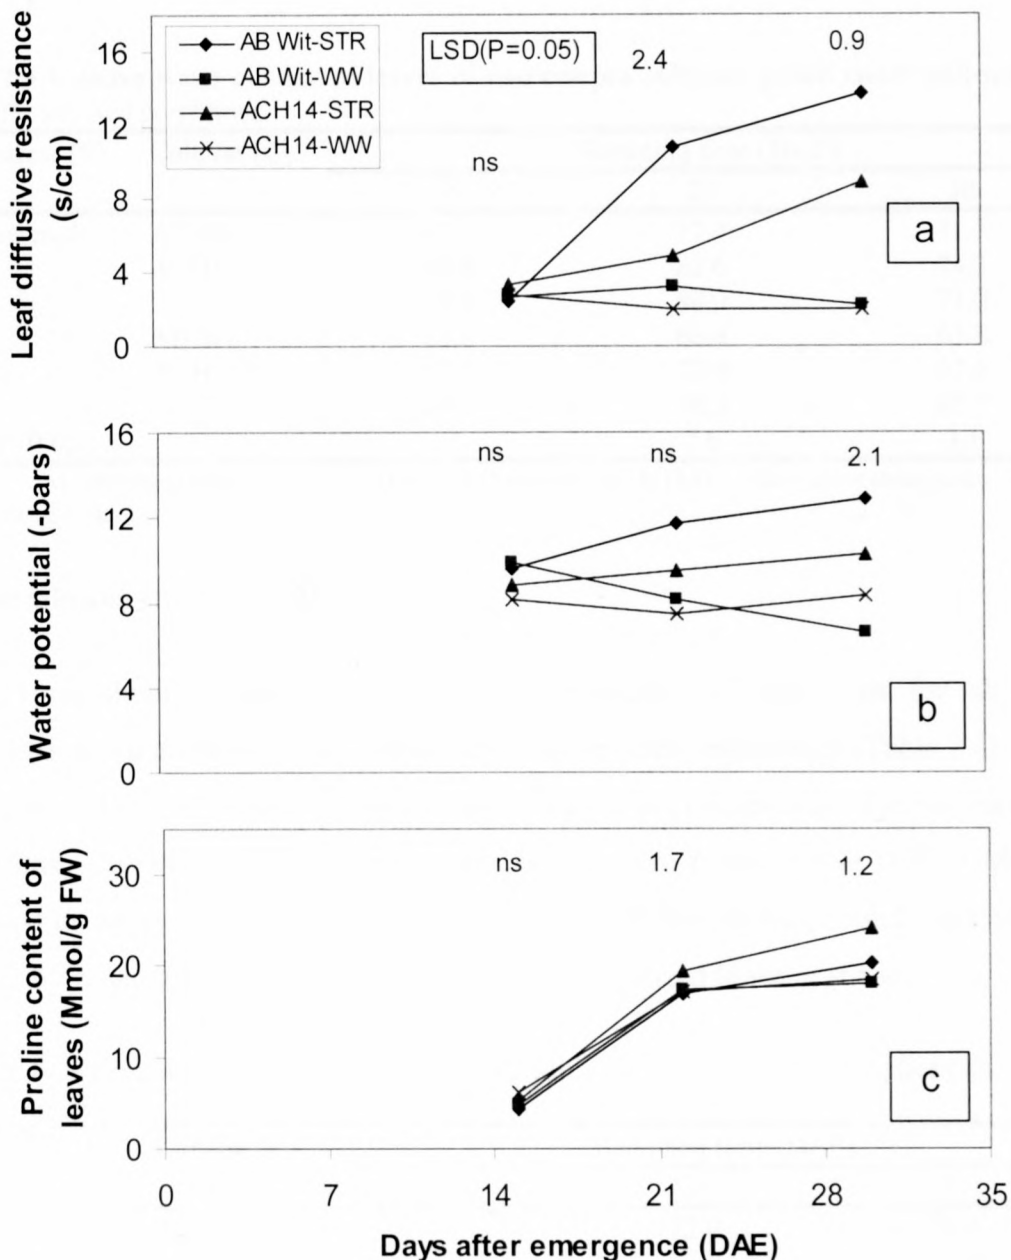 Leaf diffusive resistance
(s/cm)
16
12
8
4
0
AB Wit-STR
AB Wit-WW
ACH14-STR
ACH14-WW
LSD(P=0.05)
ns
2.4
0.9
a
Water potential (-bars)
16
12
8
4
0
ns
ns
2.1
b
Proline content of
leaves (Mmol/g FW)
30
20
10
0
ns
1.7
1.2
c
0
7
14
21
28
35
Days after emergence (DAE)